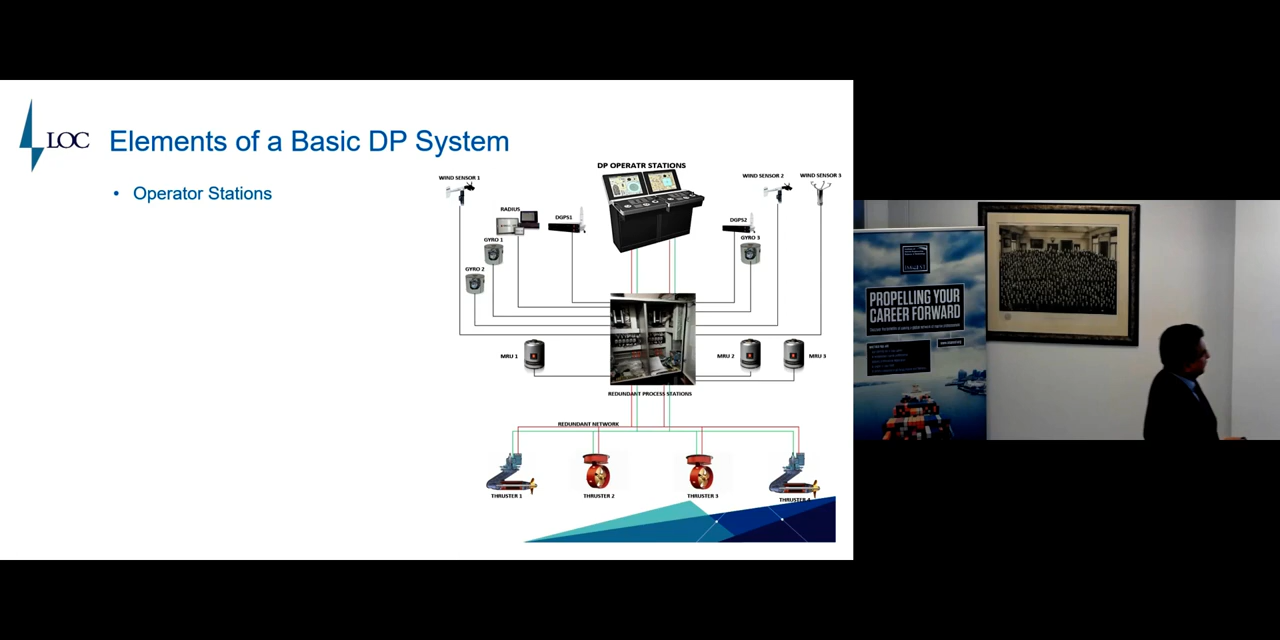 LOC
Elements of a Basic DP System
• Operator Stations
DP OPERATR STATIONS
WIND SENSOR 1
WIND SENSOR 2
WIND SENSOR 3
RADIUS
DGPS1
DGPS2
GYRO 1
GYRO 3
GYRO 2
MRU 1
MRU 2
MRU 3
REDUNDANT PROCESS STATIONS
REDUNDANT NETWORK
THRUSTER 1
THRUSTER 2
THRUSTER 3
THRUSTER 4
PROPELLING YOUR
CAREER FORWARD